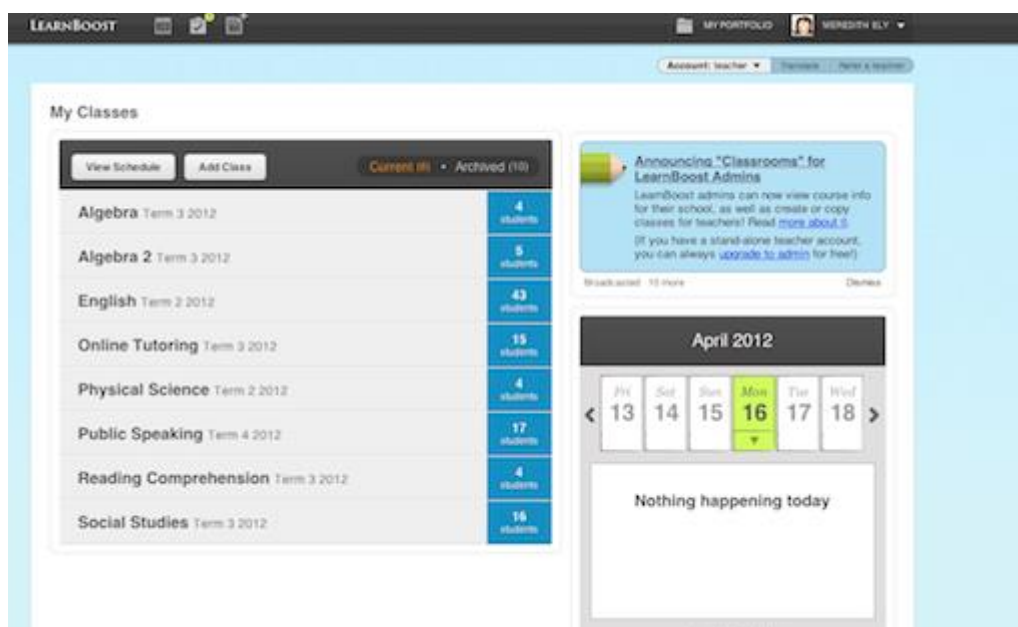 LEARNBOOST
MY PORTFOLIO
MEREDITH ELY
Account: teacher
Translate
Refer a teacher
My Classes
View Schedule
Add Class
Current
• Archived (10)
Algebra Term 3 2012
4
students
Algebra 2 Term 3 2012
5
students
English Term 2 2012
43
students
Online Tutoring Term 3 2012
15
students
Physical Science Term 2 2012
4
students
Public Speaking Term 4 2012
17
students
Reading Comprehension Term 3 2012
4
students
Social Studies Term 3 2012
16
students
Announcing "Classrooms" for
LearnBoost Admins
LearnBoost admins can now view course info
for their school, as well as create or copy
classes for teachers! Read more about it.
(If you have a stand-alone teacher account,
you can always upgrade to admin for free!)
Broadcasted 10 more
Dismiss
April 2012
Fri
13
Sat
14
Sun
15
Mon
16
Tue
17
Wed
18
Nothing happening today